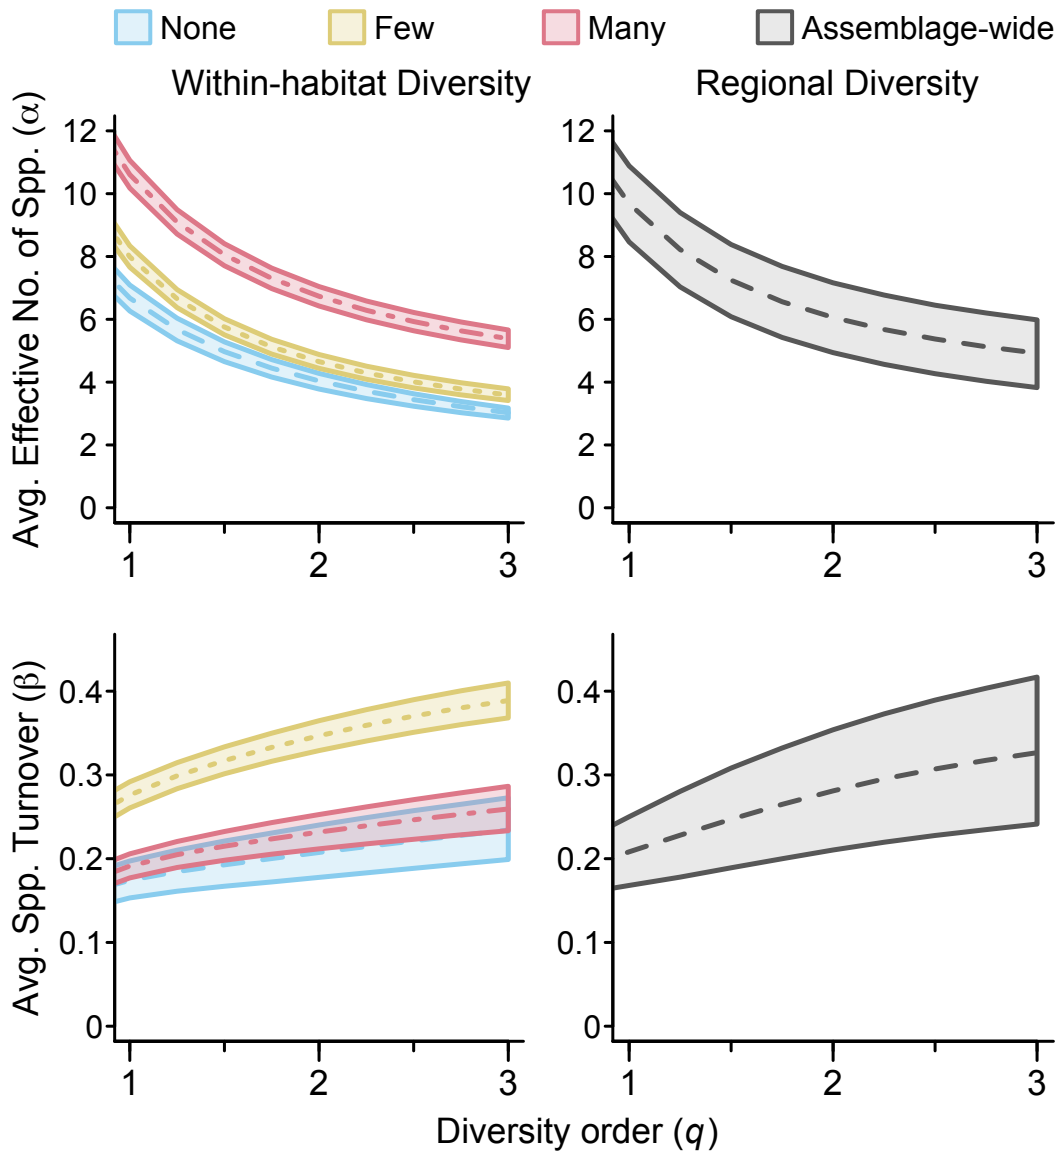 None Few Many Assemblage-wide
Within-habitat Diversity Regional Diversity
Avg. Effective No. of Spp. (α)
12
10
8
6
4
2
0
1 2 3
12
10
8
6
4
2
0
1 2 3
Avg. Spp. Turnover (β)
0.4
0.3
0.2
0.1
0
1 2 3
0.4
0.3
0.2
0.1
0
1 2 3
Diversity order (q)